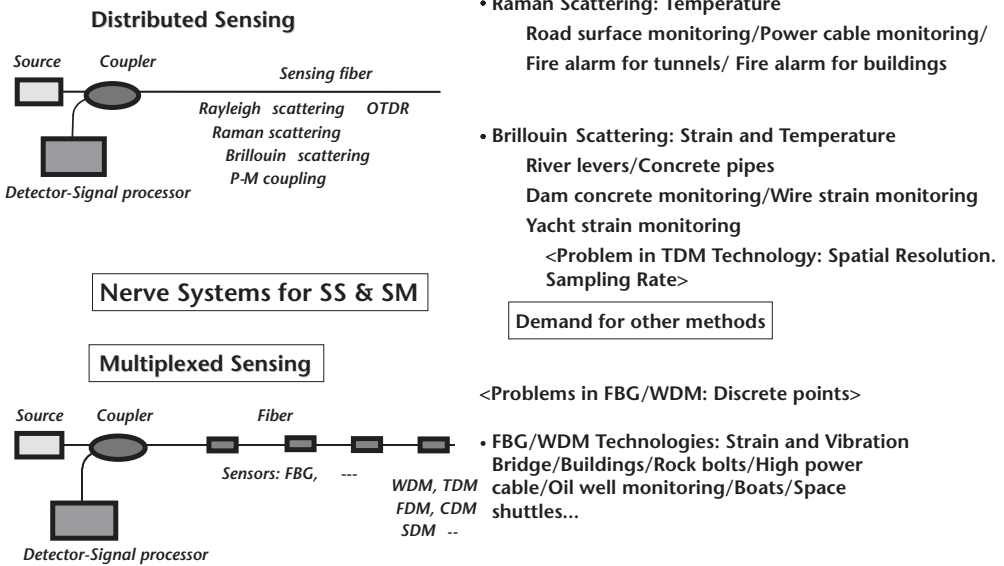 Distributed Sensing
Source
Coupler
Sensing fiber
Rayleigh scattering OTDR
Raman scattering
Brillouin scattering
P-M coupling
Detector-Signal processor
• Raman Scattering: Temperature
Road surface monitoring/Power cable monitoring/
Fire alarm for tunnels/ Fire alarm for buildings
• Brillouin Scattering: Strain and Temperature
River levers/Concrete pipes
Dam concrete monitoring/Wire strain monitoring
Yacht strain monitoring
<Problem in TDM Technology: Spatial Resolution.
Sampling Rate>
Nerve Systems for SS & SM
Demand for other methods
Multiplexed Sensing
Source
Coupler
Fiber
Sensors: FBG, ---
WDM, TDM
FDM, CDM
SDM --
Detector-Signal processor
<Problems in FBG/WDM: Discrete points>
• FBG/WDM Technologies: Strain and Vibration
Bridge/Buildings/Rock bolts/High power
cable/Oil well monitoring/Boats/Space
shuttles...